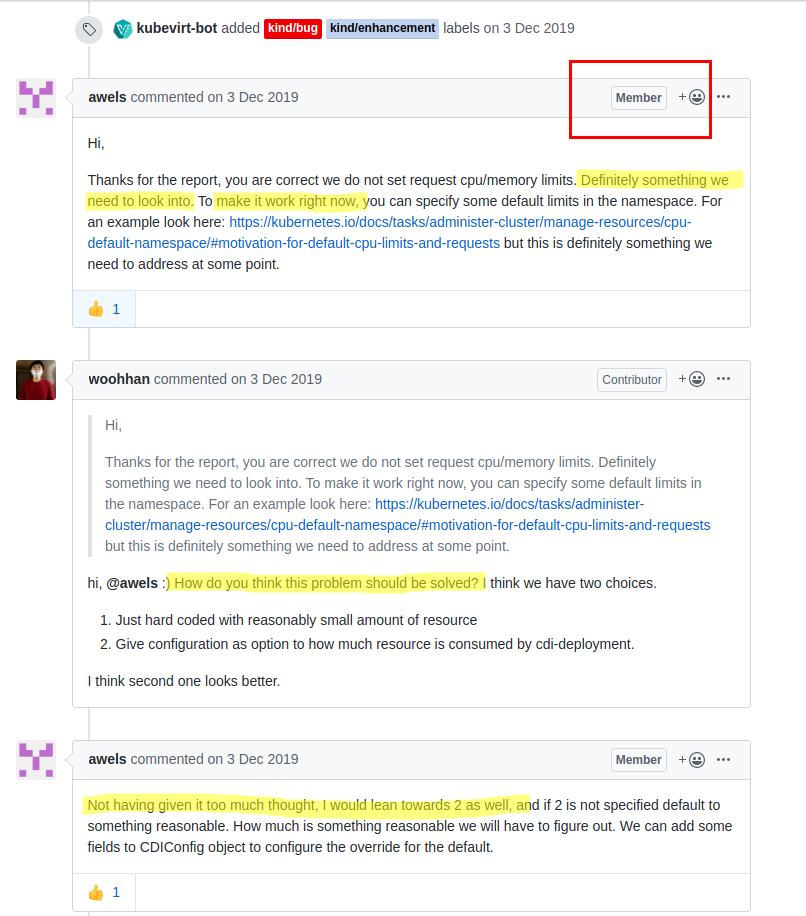 kubevirt-bot added kind/bug kind/enhancement labels on 3 Dec 2019
awels commented on 3 Dec 2019 Member
Hi,
Thanks for the report, you are correct we do not set request cpu/memory limits. Definitely something we
need to look into. To make it work right now, you can specify some default limits in the namespace. For
an example look here: https://kubernetes.io/docs/tasks/administer-cluster/manage-resources/cpu-
default-namespace/#motivation-for-default-cpu-limits-and-requests but this is definitely something we
need to address at some point.
👍 1
woohhan commented on 3 Dec 2019 Contributor
Hi,
Thanks for the report, you are correct we do not set request cpu/memory limits. Definitely
something we need to look into. To make it work right now, you can specify some default limits in
the namespace. For an example look here: https://kubernetes.io/docs/tasks/administer-
cluster/manage-resources/cpu-default-namespace/#motivation-for-default-cpu-limits-and-requests
but this is definitely something we need to address at some point.
hi, @awels :) How do you think this problem should be solved? I think we have two choices.
1. Just hard coded with reasonably small amount of resource
2. Give configuration as option to how much resource is consumed by cdi-deployment.
I think second one looks better.
awels commented on 3 Dec 2019 Member
Not having given it too much thought, I would lean towards 2 as well, and if 2 is not specified default to
something reasonable. How much is something reasonable we will have to figure out. We can add some
fields to CDIConfig object to configure the override for the default.
👍 1